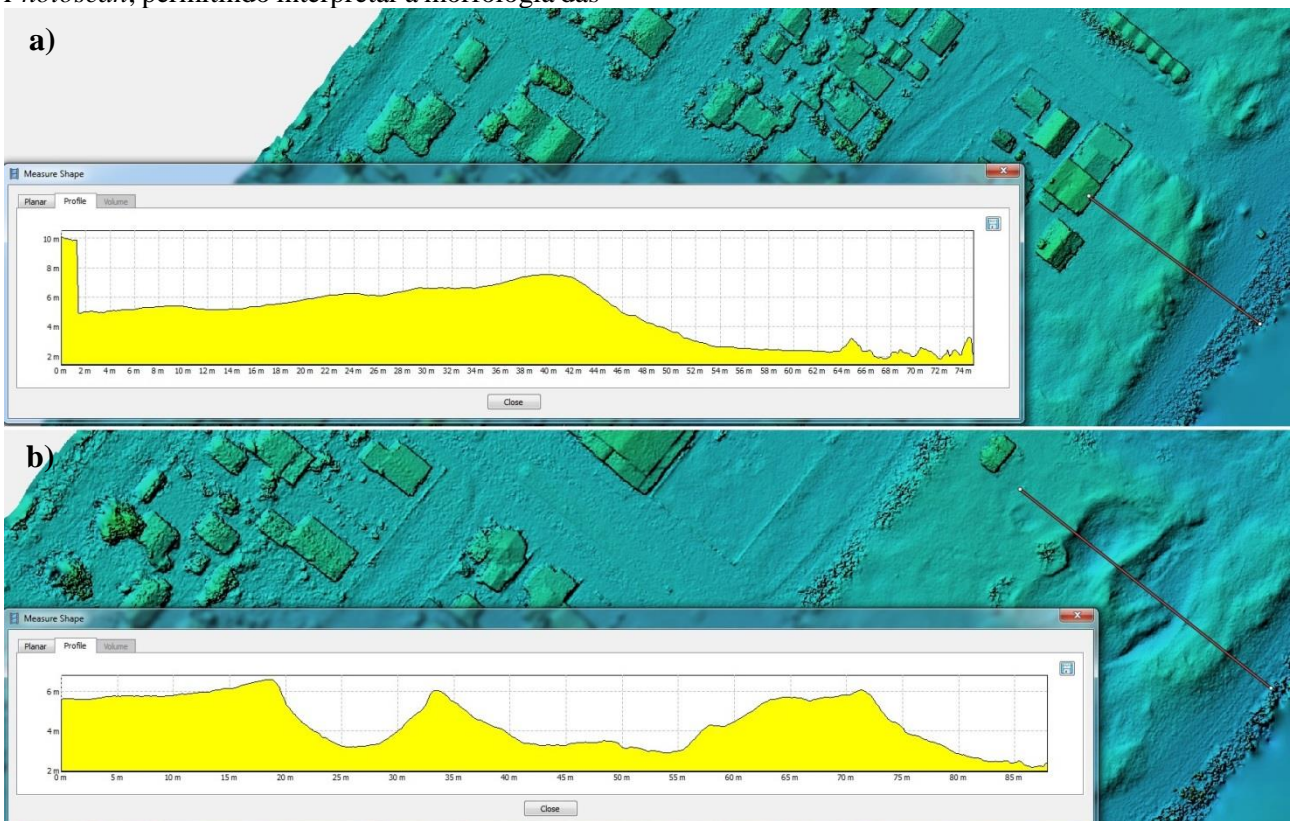 Photoscan, permitindo interpretar a morfologia das
a)
Measure Shape
Planar Profile Volume
10 m
8 m
6 m
4 m
2 m
0 m 2 m 4 m 6 m 8 m 10 m 12 m 14 m 16 m 18 m 20 m 22 m 24 m 26 m 28 m 30 m 32 m 34 m 36 m 38 m 40 m 42 m 44 m 46 m 48 m 50 m 52 m 54 m 56 m 58 m 60 m 62 m 64 m 66 m 68 m 70 m 72 m 74 m
Close
b)
Measure Shape
Planar Profile Volume
6 m
4 m
2 m
0 m 5 m 10 m 15 m 20 m 25 m 30 m 35 m 40 m 45 m 50 m 55 m 60 m 65 m 70 m 75 m 80 m 85 m
Close